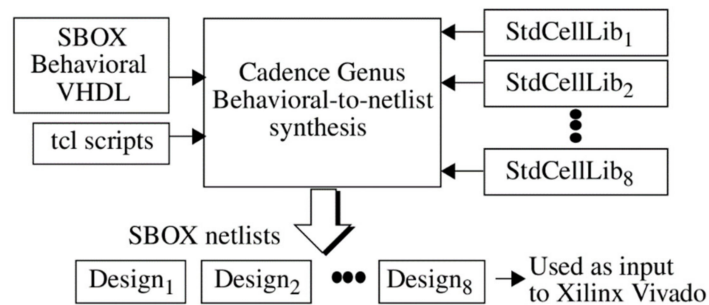 SBOX
Behavioral
VHDL
tcl scripts
Cadence Genus
Behavioral-to-netlist
synthesis
StdCellLib₁
StdCellLib₂
StdCellLib₈
SBOX netlists
Design₁
Design₂
Design₈
Used as input
to Xilinx Vivado